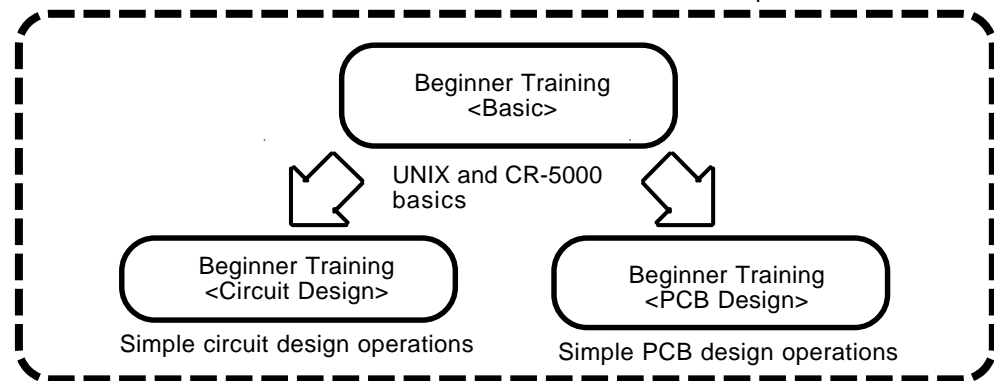 Beginner Training
<Basic>
UNIX and CR-5000
basics
Beginner Training
<Circuit Design>
Simple circuit design operations
Beginner Training
<PCB Design>
Simple PCB design operations